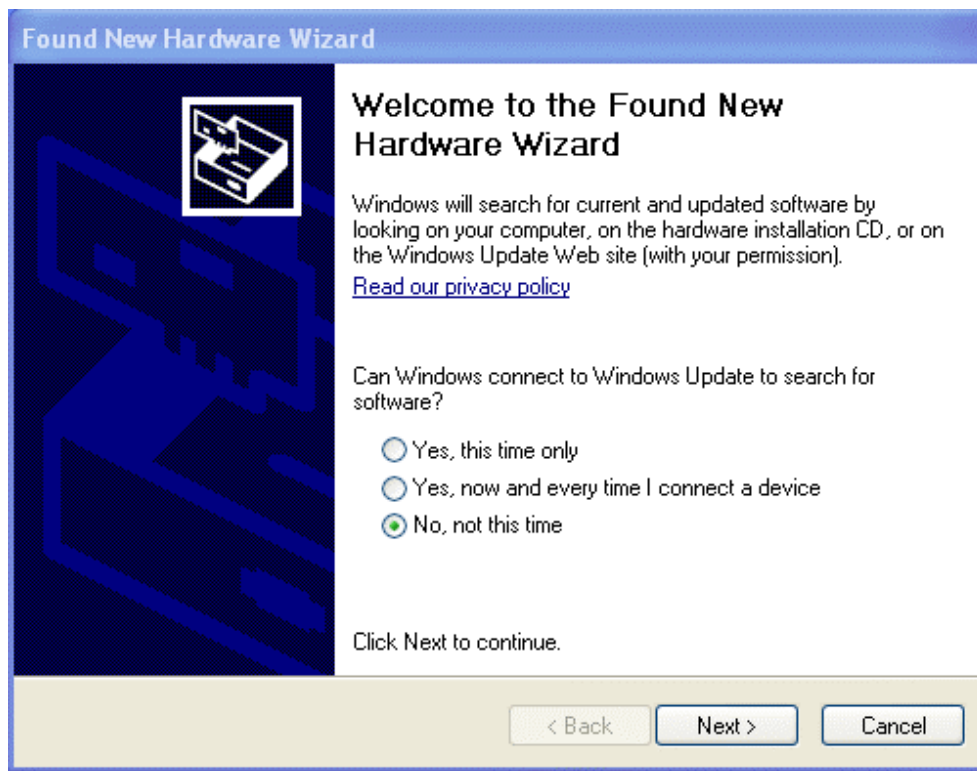 Found New Hardware Wizard
Welcome to the Found New
Hardware Wizard
Windows will search for current and updated software by
looking on your computer, on the hardware installation CD, or on
the Windows Update Web site (with your permission).
Read our privacy policy
Can Windows connect to Windows Update to search for
software?
Yes, this time only
Yes, now and every time I connect a device
No, not this time
Click Next to continue.
< Back Next > Cancel